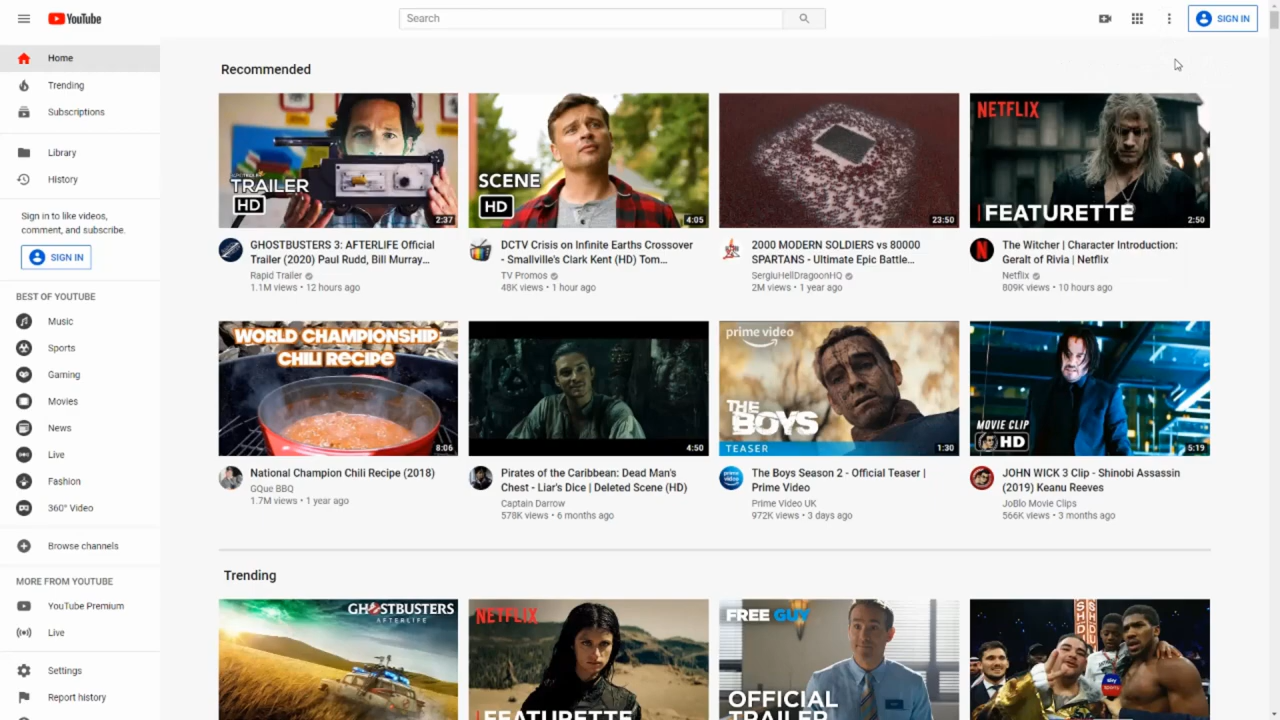 YouTube
Search
SIGN IN
Home
Trending
Subscriptions
Library
History
Sign in to like videos,
comment, and subscribe.
SIGN IN
BEST OF YOUTUBE
Music
Sports
Gaming
Movies
News
Live
Fashion
360° Video
Browse channels
MORE FROM YOUTUBE
YouTube Premium
Live
Settings
Report history
Recommended
TRAILER
HD
2:37
GHOSTBUSTERS 3: AFTERLIFE Official
Trailer (2020) Paul Rudd, Bill Murray...
Rapid Trailer
1.1M views • 12 hours ago
SCENE
HD
4:05
DCTV Crisis on Infinite Earths Crossover
- Smallville's Clark Kent (HD) Tom...
TV Promos
48K views • 1 hour ago
23:50
2000 MODERN SOLDIERS vs 80000
SPARTANS - Ultimate Epic Battle...
SergiuHellDragoonHQ
2M views • 1 year ago
NETFLIX
FEATURETTE
2:50
The Witcher | Character Introduction:
Geralt of Rivia | Netflix
Netflix
809K views • 10 hours ago
WORLD CHAMPIONSHIP
CHILI RECIPE
8:06
National Champion Chili Recipe (2018)
GQue BBQ
1.7M views • 1 year ago
4:50
Pirates of the Caribbean: Dead Man's
Chest - Liar's Dice | Deleted Scene (HD)
Captain Darrow
578K views • 6 months ago
prime video
THE
BOYS
TEASER
1:30
The Boys Season 2 - Official Teaser |
Prime Video
Prime Video UK
972K views • 3 days ago
MOVIE CLIP
HD
5:19
JOHN WICK 3 Clip - Shinobi Assassin
(2019) Keanu Reeves
JoBlo Movie Clips
566K views • 3 months ago
Trending
GHOSTBUSTERS
AFTERLIFE
NETFLIX
FEATURETTE
FREE GUY
OFFICIAL
TRAILER
sky
sports